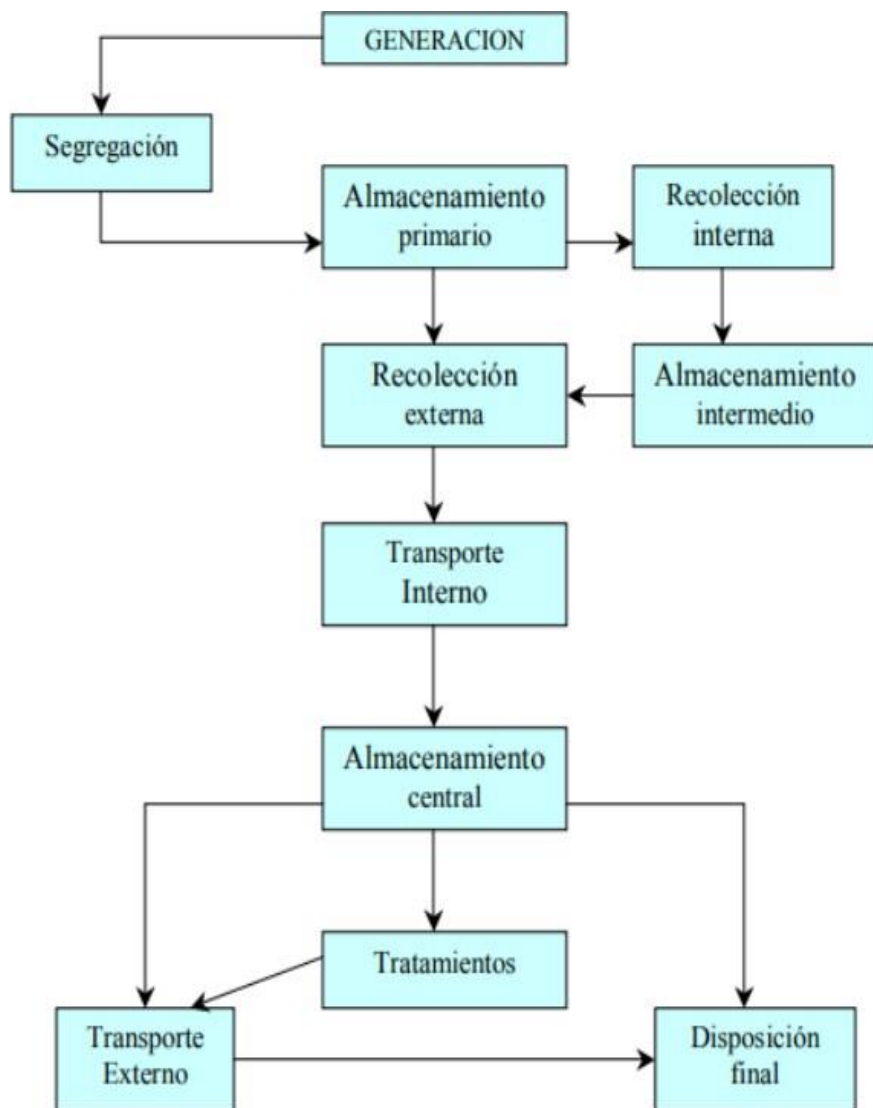 GENERACION
Segregación
Almacenamiento
primario
Recolección
interna
Recolección
externa
Almacenamiento
intermedio
Transporte
Interno
Almacenamiento
central
Tratamientos
Transporte
Externo
Disposición
final